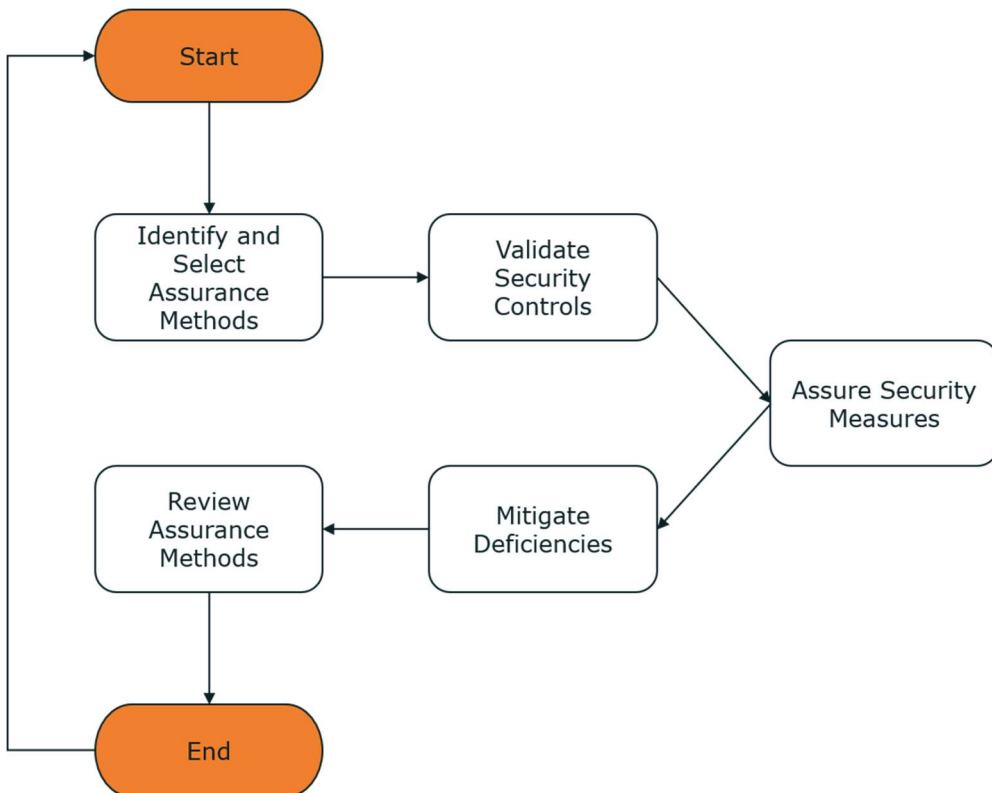 Start
Identify and
Select
Assurance
Methods
Validate
Security
Controls
Assure Security
Measures
Mitigate
Deficiencies
Review
Assurance
Methods
End